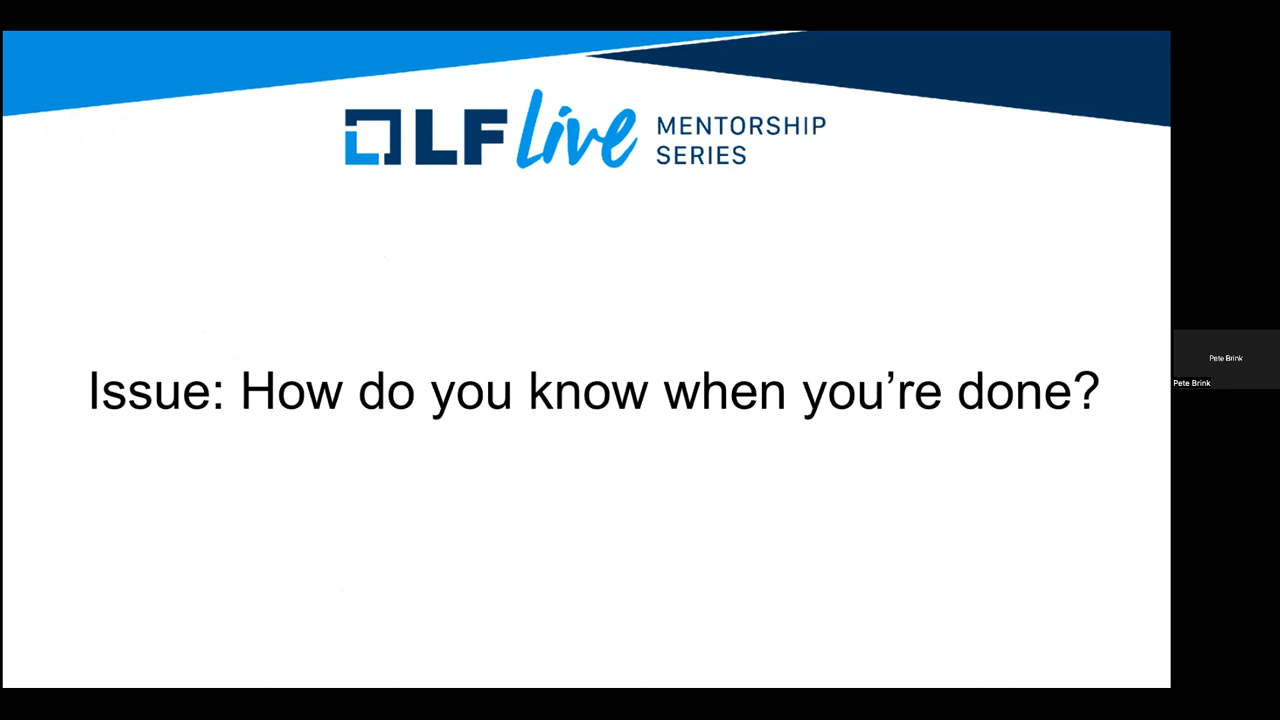 LF Live MENTORSHIP
SERIES
Issue: How do you know when you’re done?
Pete Brink
Pete Brink